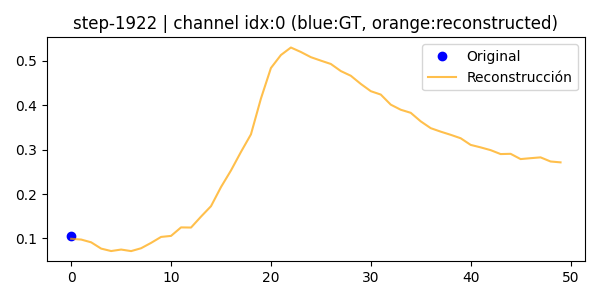 step-1922 | channel idx:0 (blue:GT, orange:reconstructed)
Original
Reconstrucción
0.5
0.4
0.3
0.2
0.1
0 10 20 30 40 50